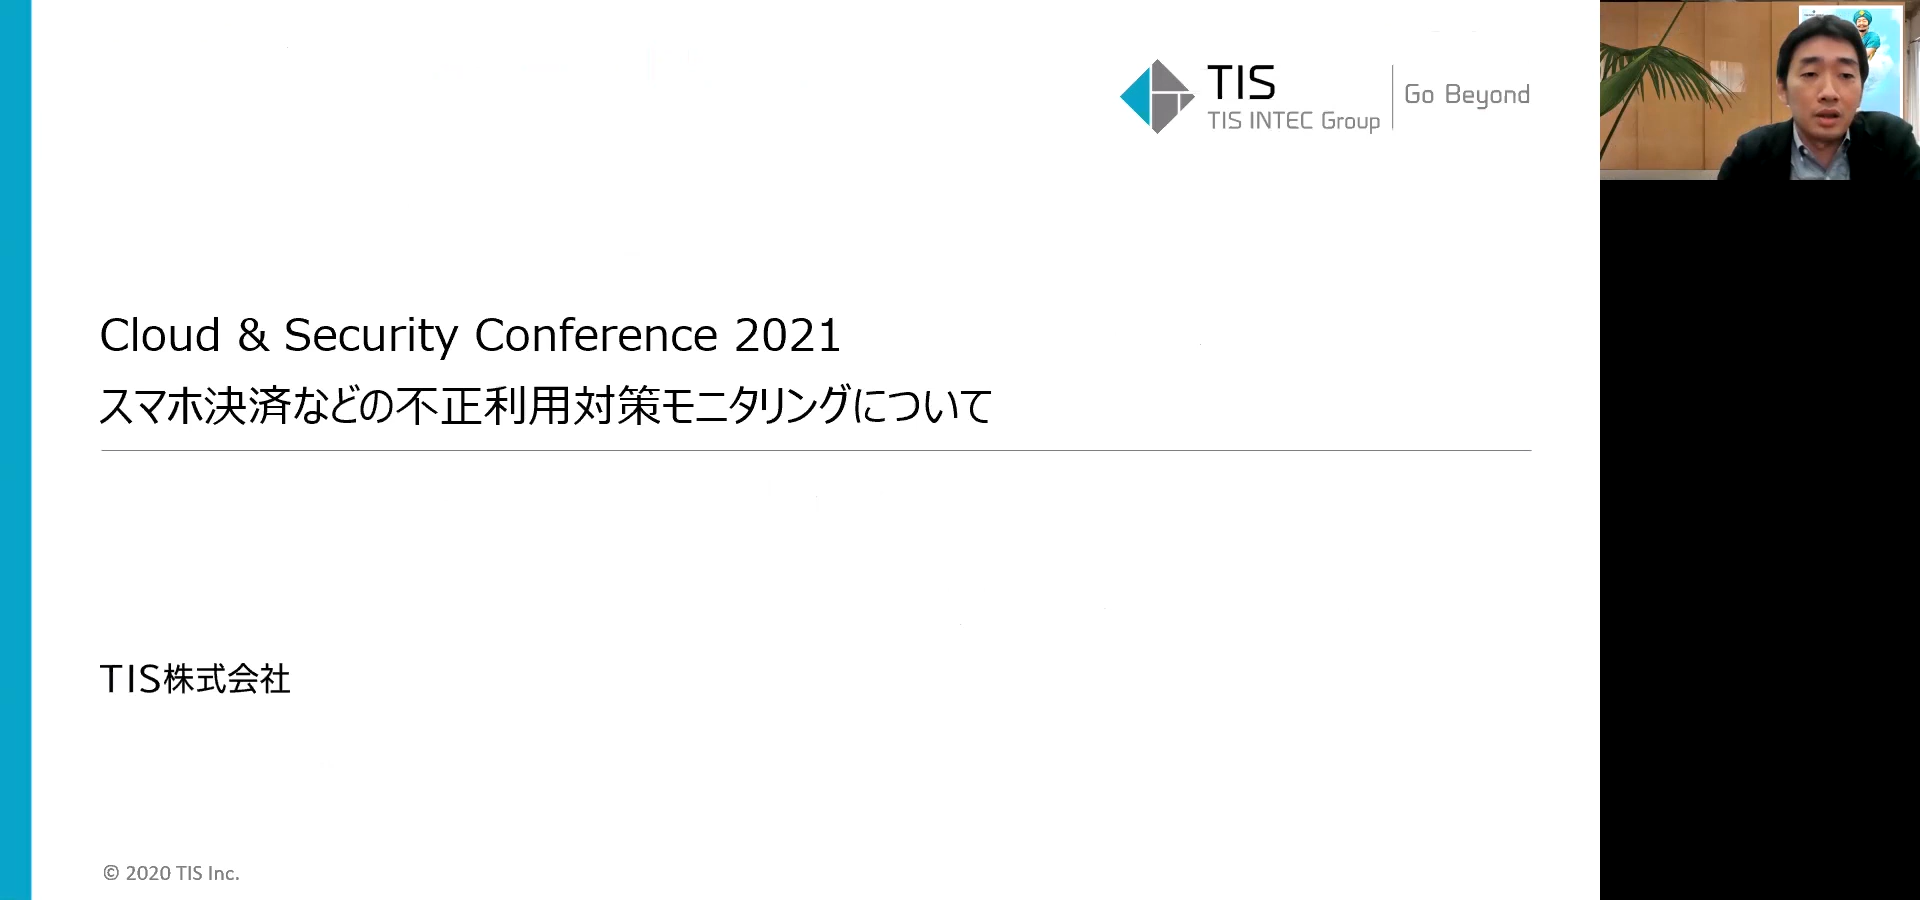 TIS
TIS INTEC Group
Go Beyond
Cloud & Security Conference 2021
スマホ決済などの不正利用対策モニタリングについて
TIS株式会社
© 2020 TIS Inc.